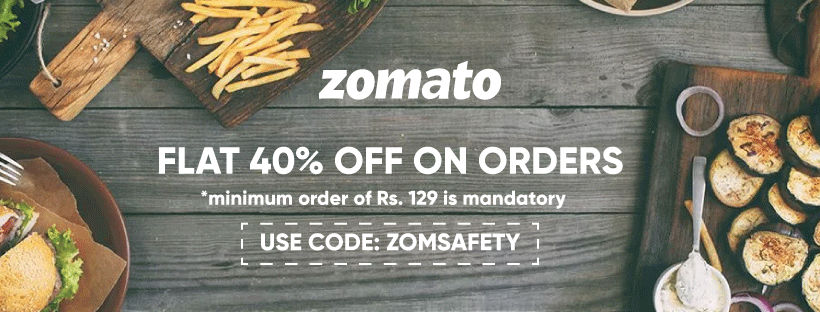 zomato
FLAT 40% OFF ON ORDERS
*minimum order of Rs. 129 is mandatory
USE CODE: ZOMSAFETY